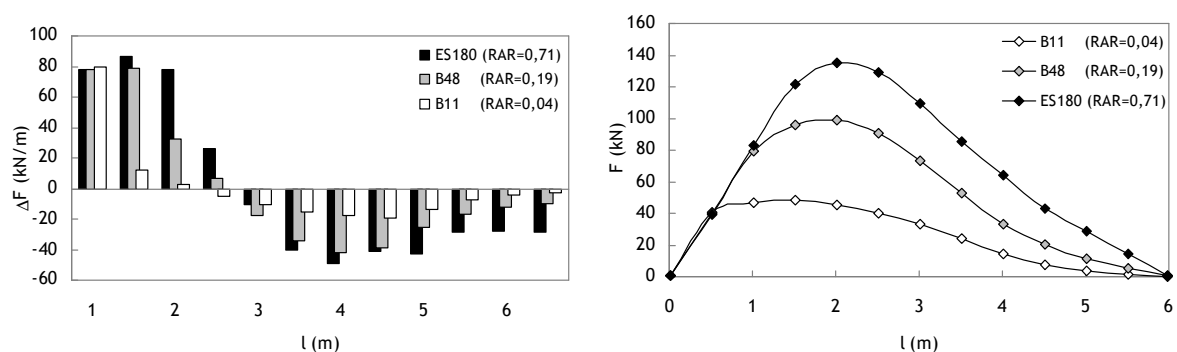 100
80
60
40
20
0
-20
-40
-60
ΔF (kN/m)
1 2 3 4 5 6
l (m)
ES180 (RAR=0,71)
B48 (RAR=0,19)
B11 (RAR=0,04)
160
140
120
100
80
60
40
20
0
F (kN)
0 1 2 3 4 5 6
l (m)
B11 (RAR=0,04)
B48 (RAR=0,19)
ES180 (RAR=0,71)